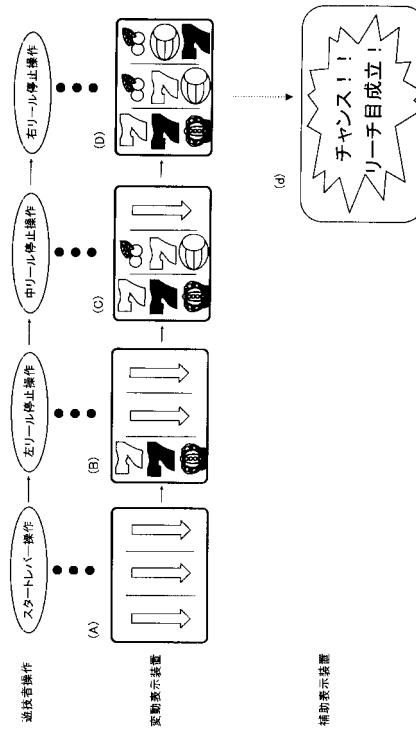 遊技者操作
スタートレバー操作
左リール停止操作
中リール停止操作
右リール停止操作
変動表示装置
(A)
(B)
(C)
(D)
補助表示装置
(d)
チャンス!!
リーチ目成立!